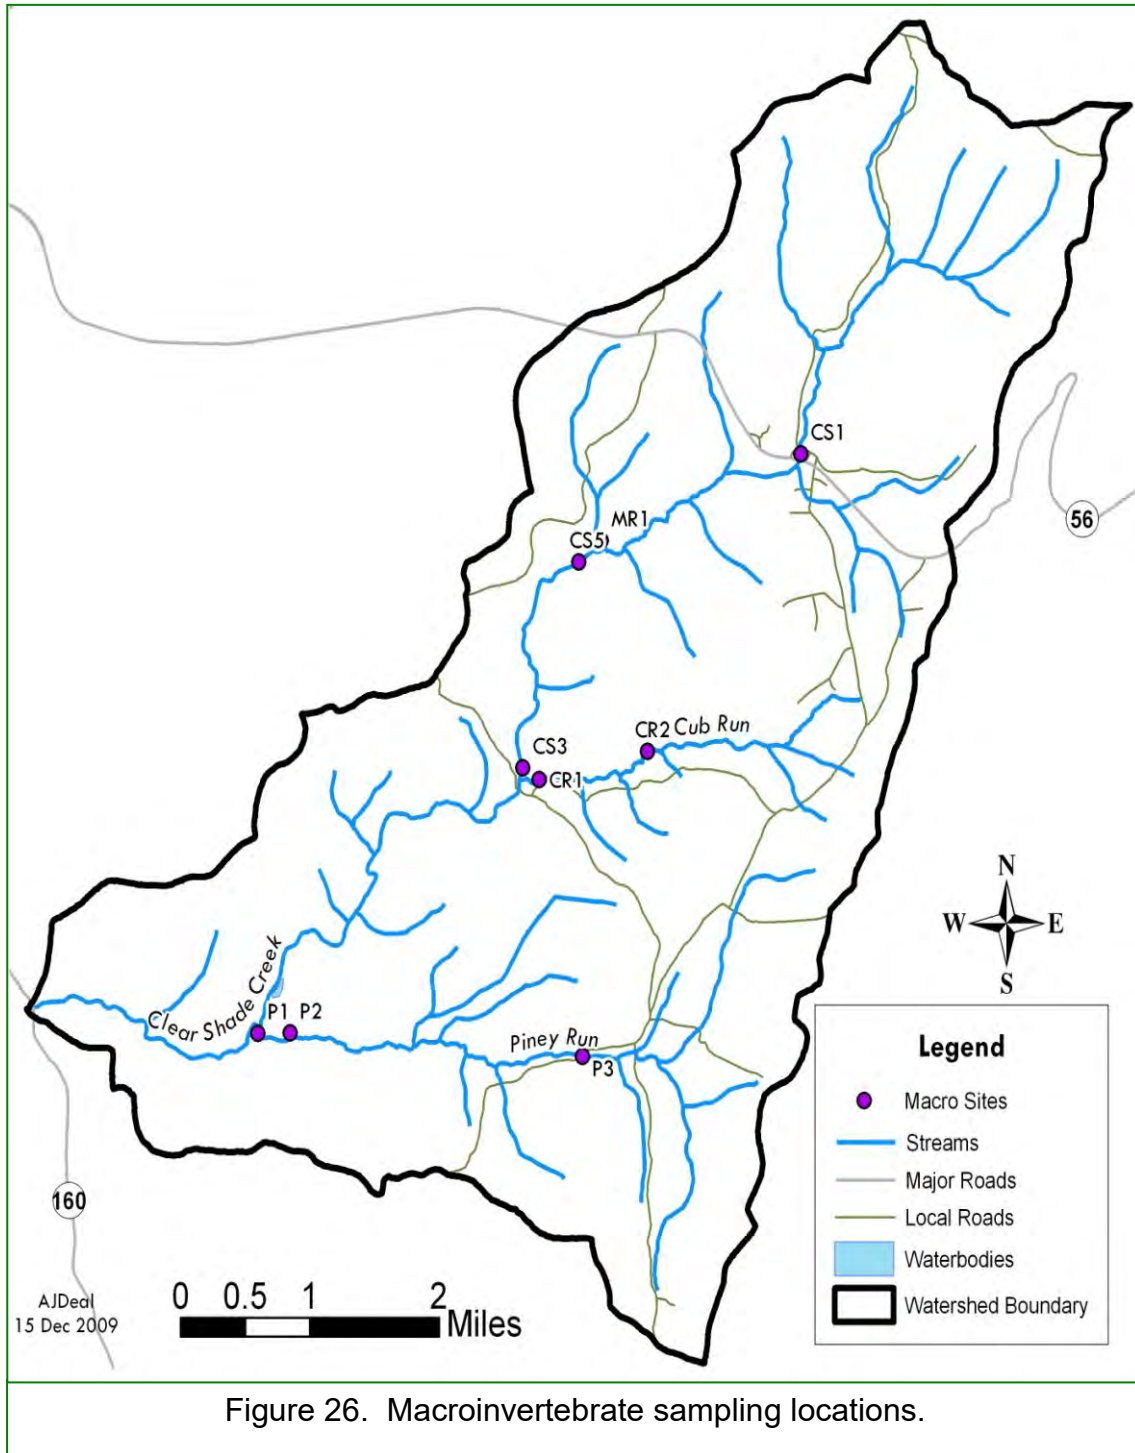 CS1
56
MR1
CS5
CR2 Cub Run
CS3
CR1
N
W E
S
Clear Shade Creek
P1 P2
Piney Run
P3
Legend
Macro Sites
Streams
Major Roads
Local Roads
Waterbodies
Watershed Boundary
160
0 0.5 1 2
Miles
AJDeal
15 Dec 2009
Figure 26. Macroinvertebrate sampling locations.